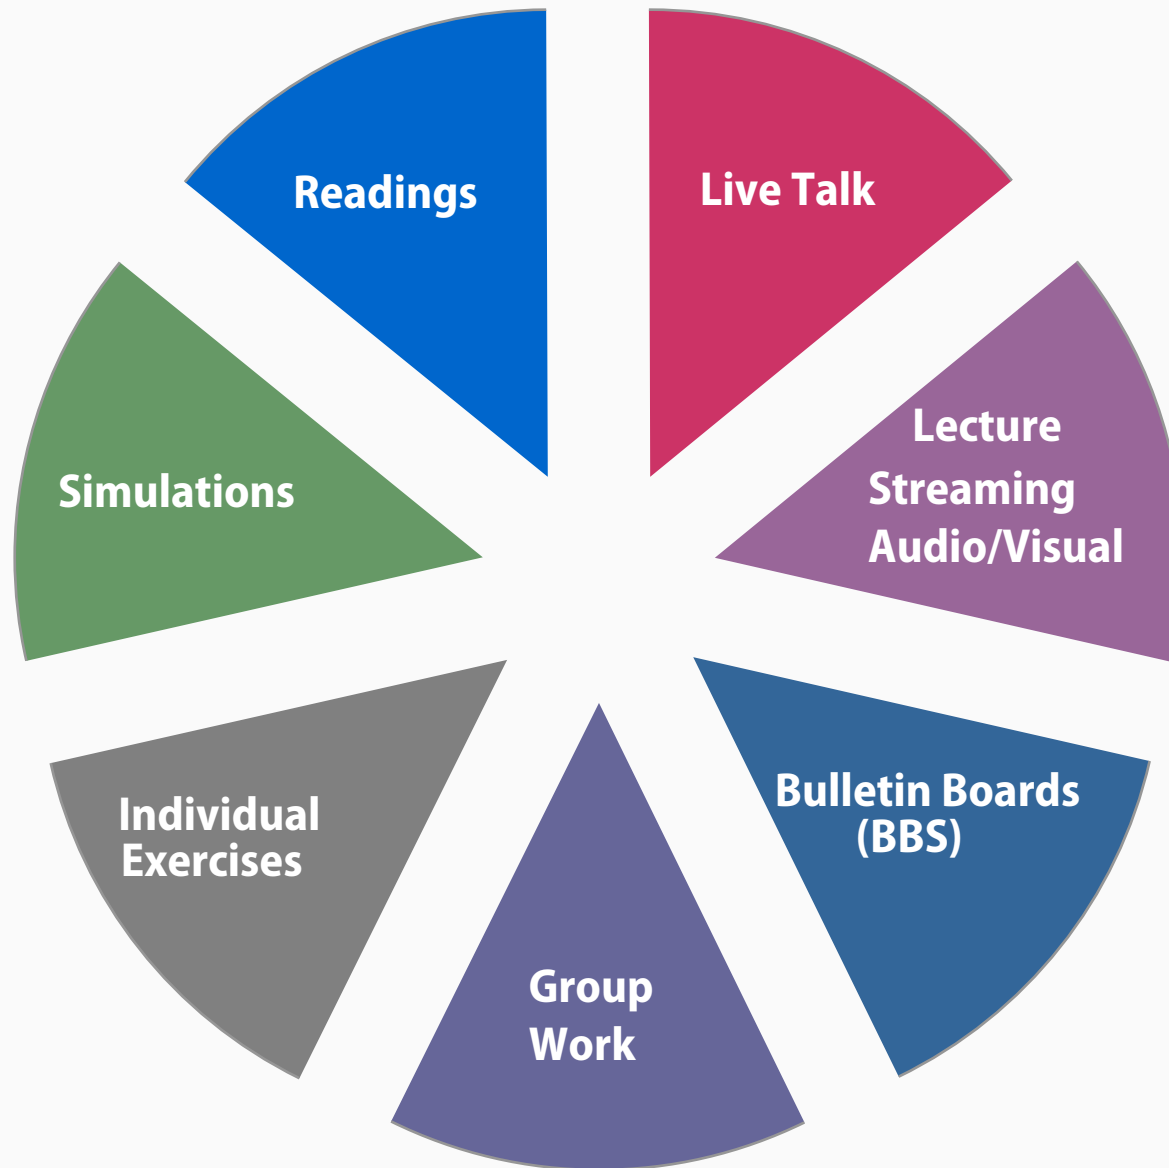 Readings
Live Talk
Lecture
Streaming
Audio/Visual
Simulations
Bulletin Boards
(BBS)
Individual
Exercises
Group
Work